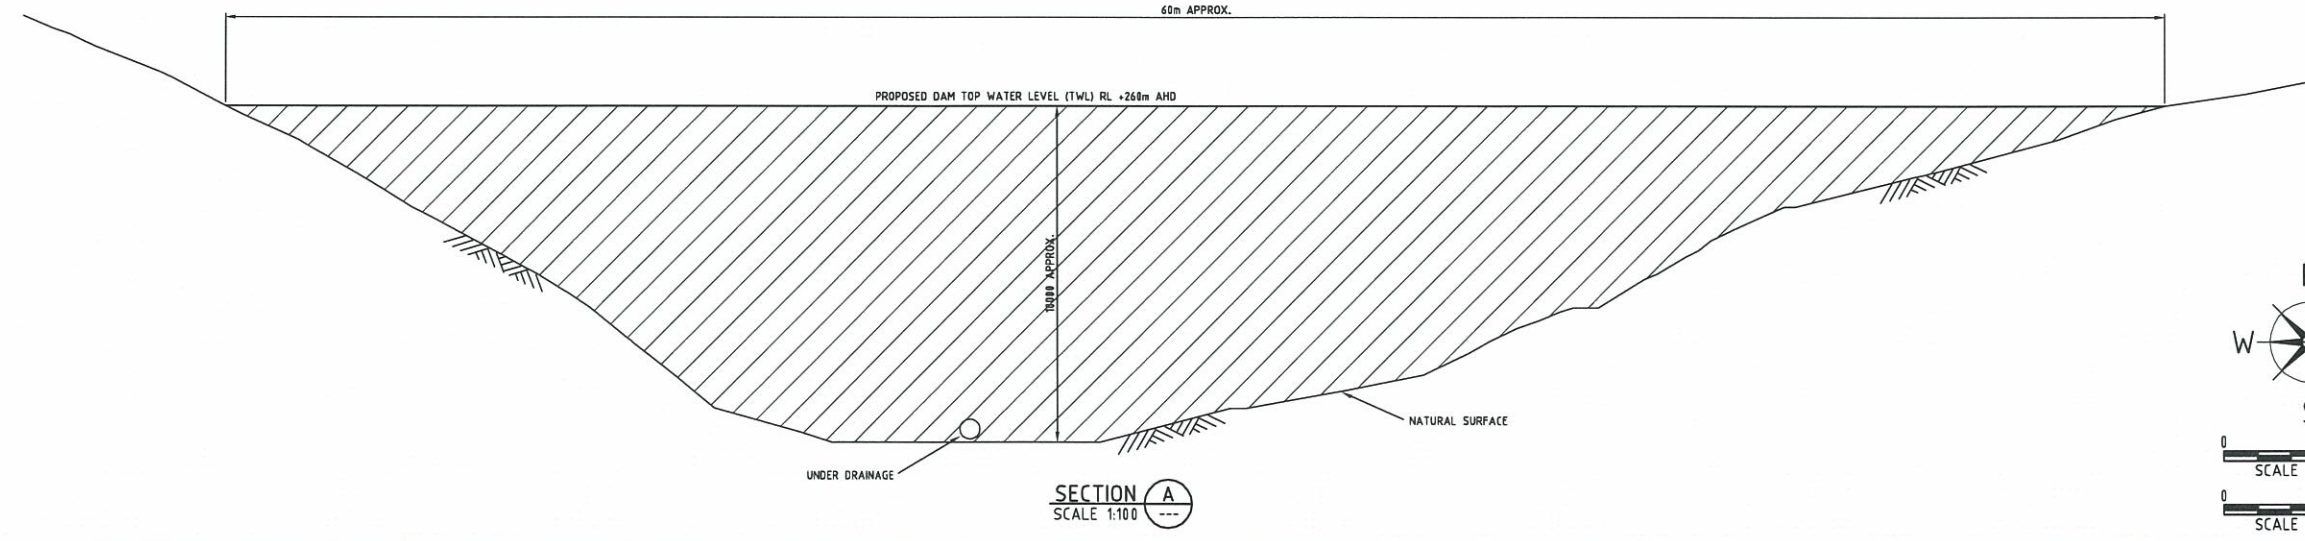 60m APPROX.
PROPOSED DAM TOP WATER LEVEL (TWL) RL +260m AHD
10000 APPROX.
W
NATURAL SURFACE
UNDER DRAINAGE
SECTION A
SCALE 1:100 ---
0
SCALE
0
SCALE